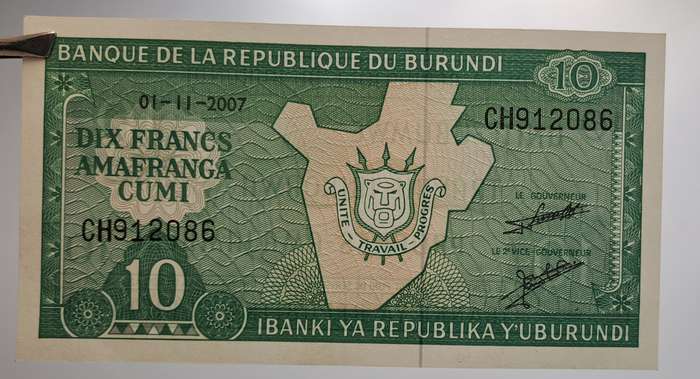 BANQUE DE LA REPUBLIQUE DU BURUNDI
10
01-11-2007
CH912086
DIX FRANCS
AMAFRANGA
CUMI
UNITE - TRAVAIL - PROGRES
LE GOUVERNEUR
CH912086
LE 2e VICE-GOUVERNEUR
10
IBANKI YA REPUBLIKA Y'UBURUNDI